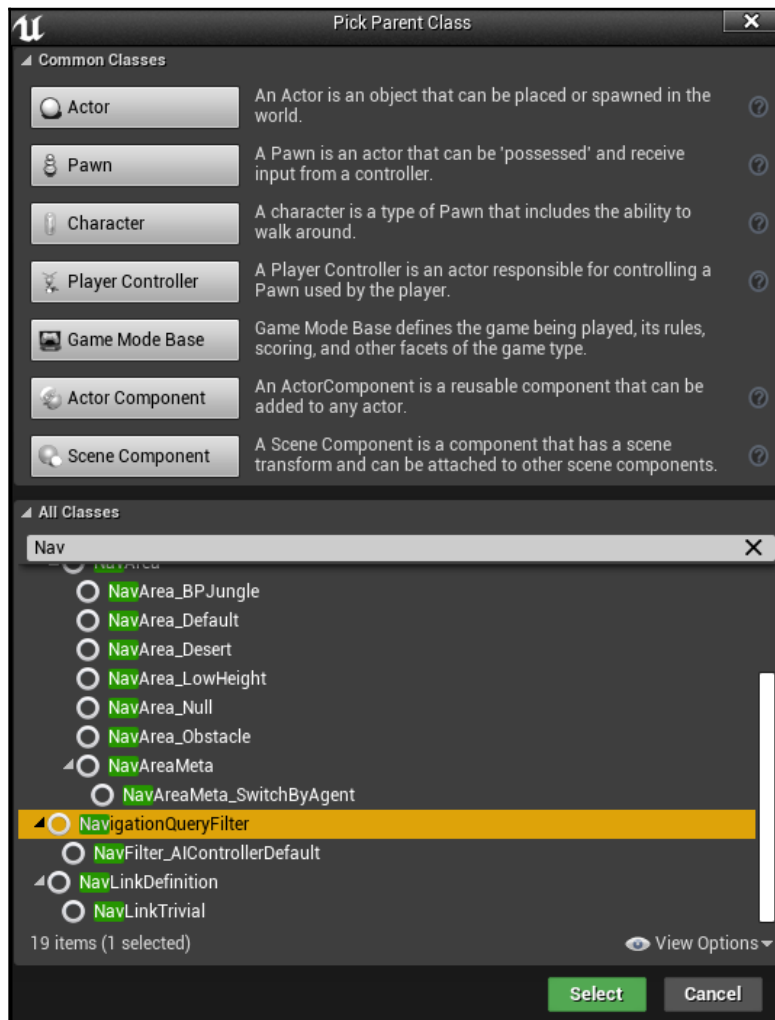 Pick Parent Class
Common Classes
Actor
An Actor is an object that can be placed or spawned in the
world.
Pawn
A Pawn is an actor that can be 'possessed' and receive
input from a controller.
Character
A character is a type of Pawn that includes the ability to
walk around.
Player Controller
A Player Controller is an actor responsible for controlling a
Pawn used by the player.
Game Mode Base
Game Mode Base defines the game being played, its rules,
scoring, and other facets of the game type.
Actor Component
An ActorComponent is a reusable component that can be
added to any actor.
Scene Component
A Scene Component is a component that has a scene
transform and can be attached to other scene components.
All Classes
Nav
NavArea
NavArea_BPJungle
NavArea_Default
NavArea_Desert
NavArea_LowHeight
NavArea_Null
NavArea_Obstacle
NavAreaMeta
NavAreaMeta_SwitchByAgent
NavigationQueryFilter
NavFilter_AIControllerDefault
NavLinkDefinition
NavLinkTrivial
19 items (1 selected)
View Options
Select
Cancel